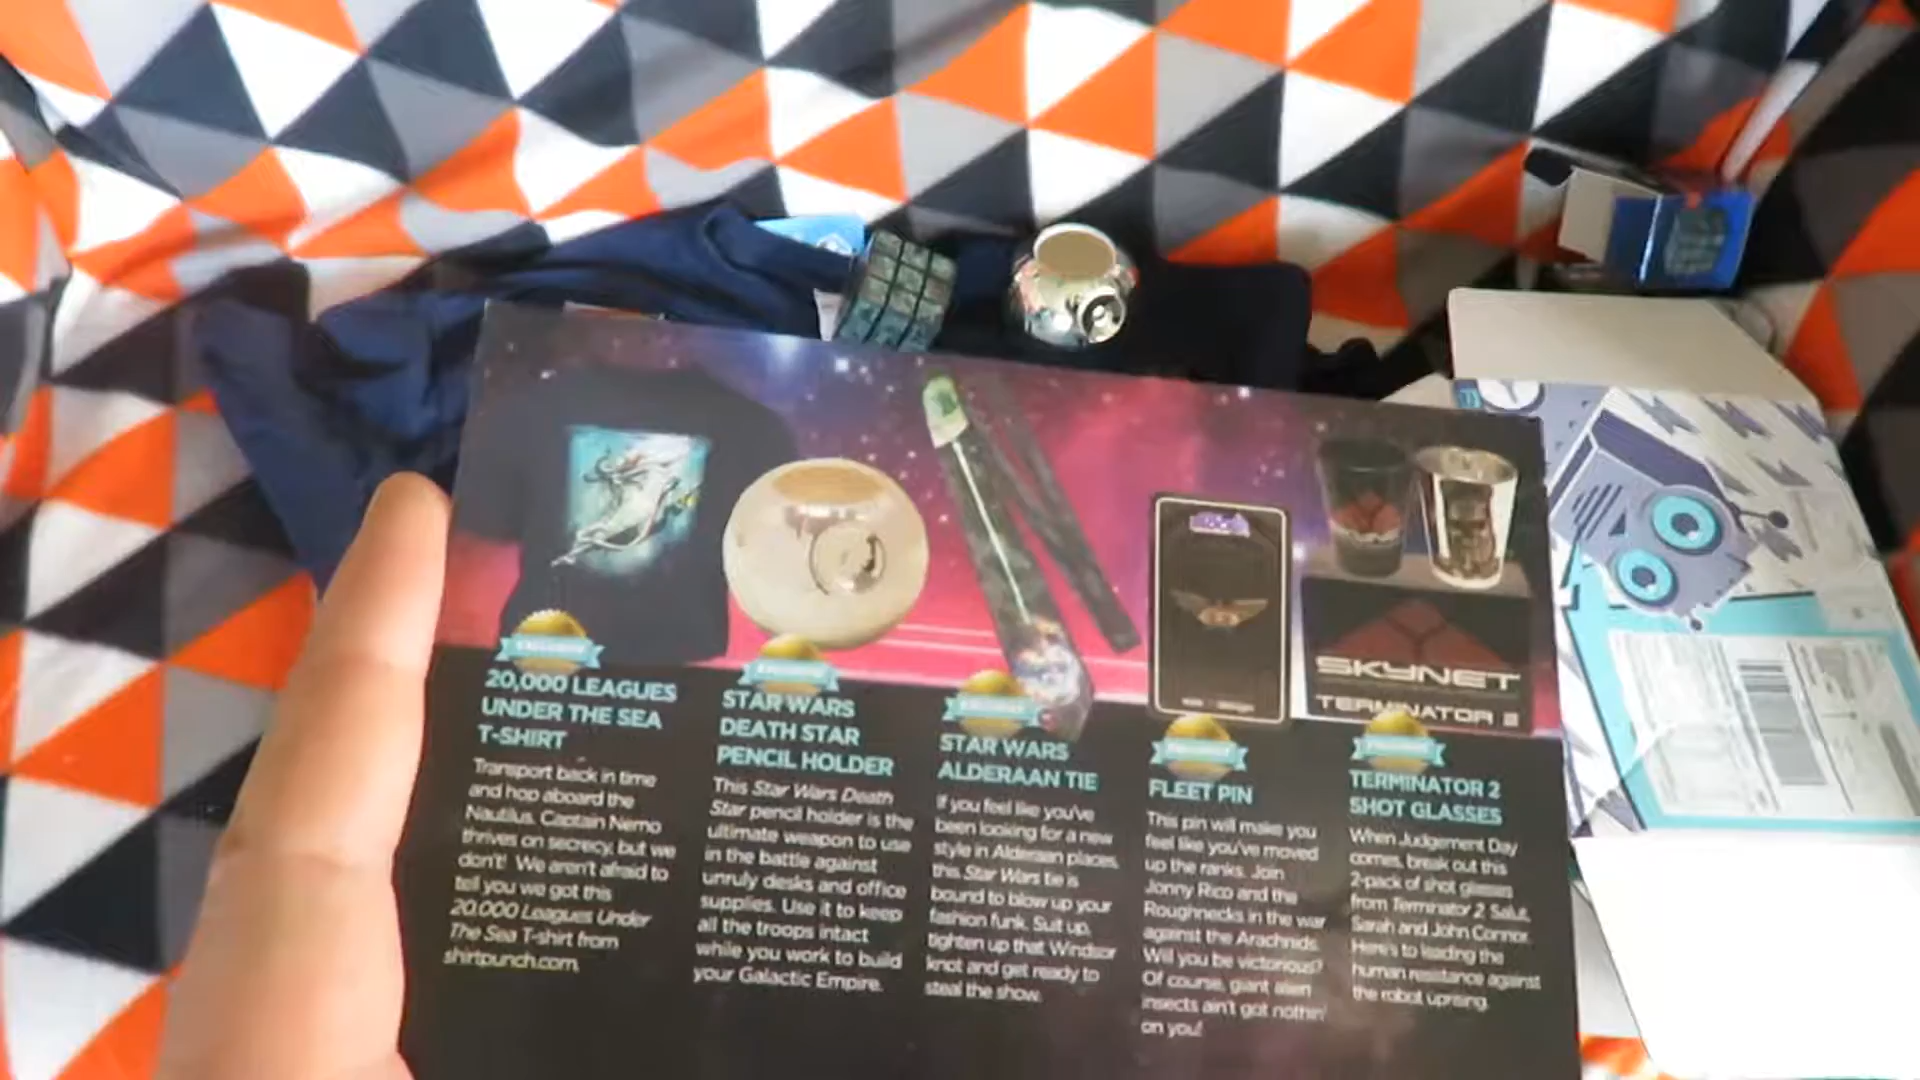 SKYNET
TERMINATOR 2
20,000 LEAGUES
UNDER THE SEA
T-SHIRT
Transport back in time
and hop aboard the
Nautilus. Captain Nemo
thrives on secrecy, but we
don't! We aren't afraid to
tell you we got this
20,000 Leagues Under
The Sea T-shirt from
shirtpunch.com.
STAR WARS
DEATH STAR
PENCIL HOLDER
This Star Wars Death
Star pencil holder is the
ultimate weapon to use
in the battle against
unruly desks and office
supplies. Use it to keep
all the troops intact
while you work to build
your Galactic Empire.
STAR WARS
ALDERAAN TIE
If you feel like you've
been looking for a new
style in Alderaan places,
this Star Wars tie is
bound to blow up your
fashion funk. Suit up,
tighten up that Windsor
knot and get ready to
steal the show.
FLEET PIN
This pin will make you
feel like you've moved
up the ranks. Join
Jonny Rico and the
Roughnecks in the war
against the Arachnids.
Will you be victorious?
Of course, giant alien
insects ain't got nothin'
on you!
TERMINATOR 2
SHOT GLASSES
When Judgement Day
comes, break out this
2-pack of shot glasses
from Terminator 2. Salut,
Sarah and John Connor.
Here's to leading the
human resistance against
the robot uprising.